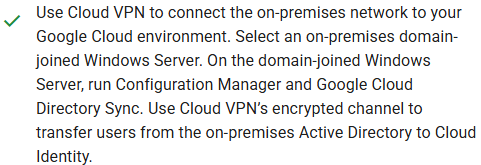 Use Cloud VPN to connect the on-premises network to your
Google Cloud environment. Select an on-premises domain-
joined Windows Server. On the domain-joined Windows
Server, run Configuration Manager and Google Cloud
Directory Sync. Use Cloud VPN’s encrypted channel to
transfer users from the on-premises Active Directory to Cloud
Identity.